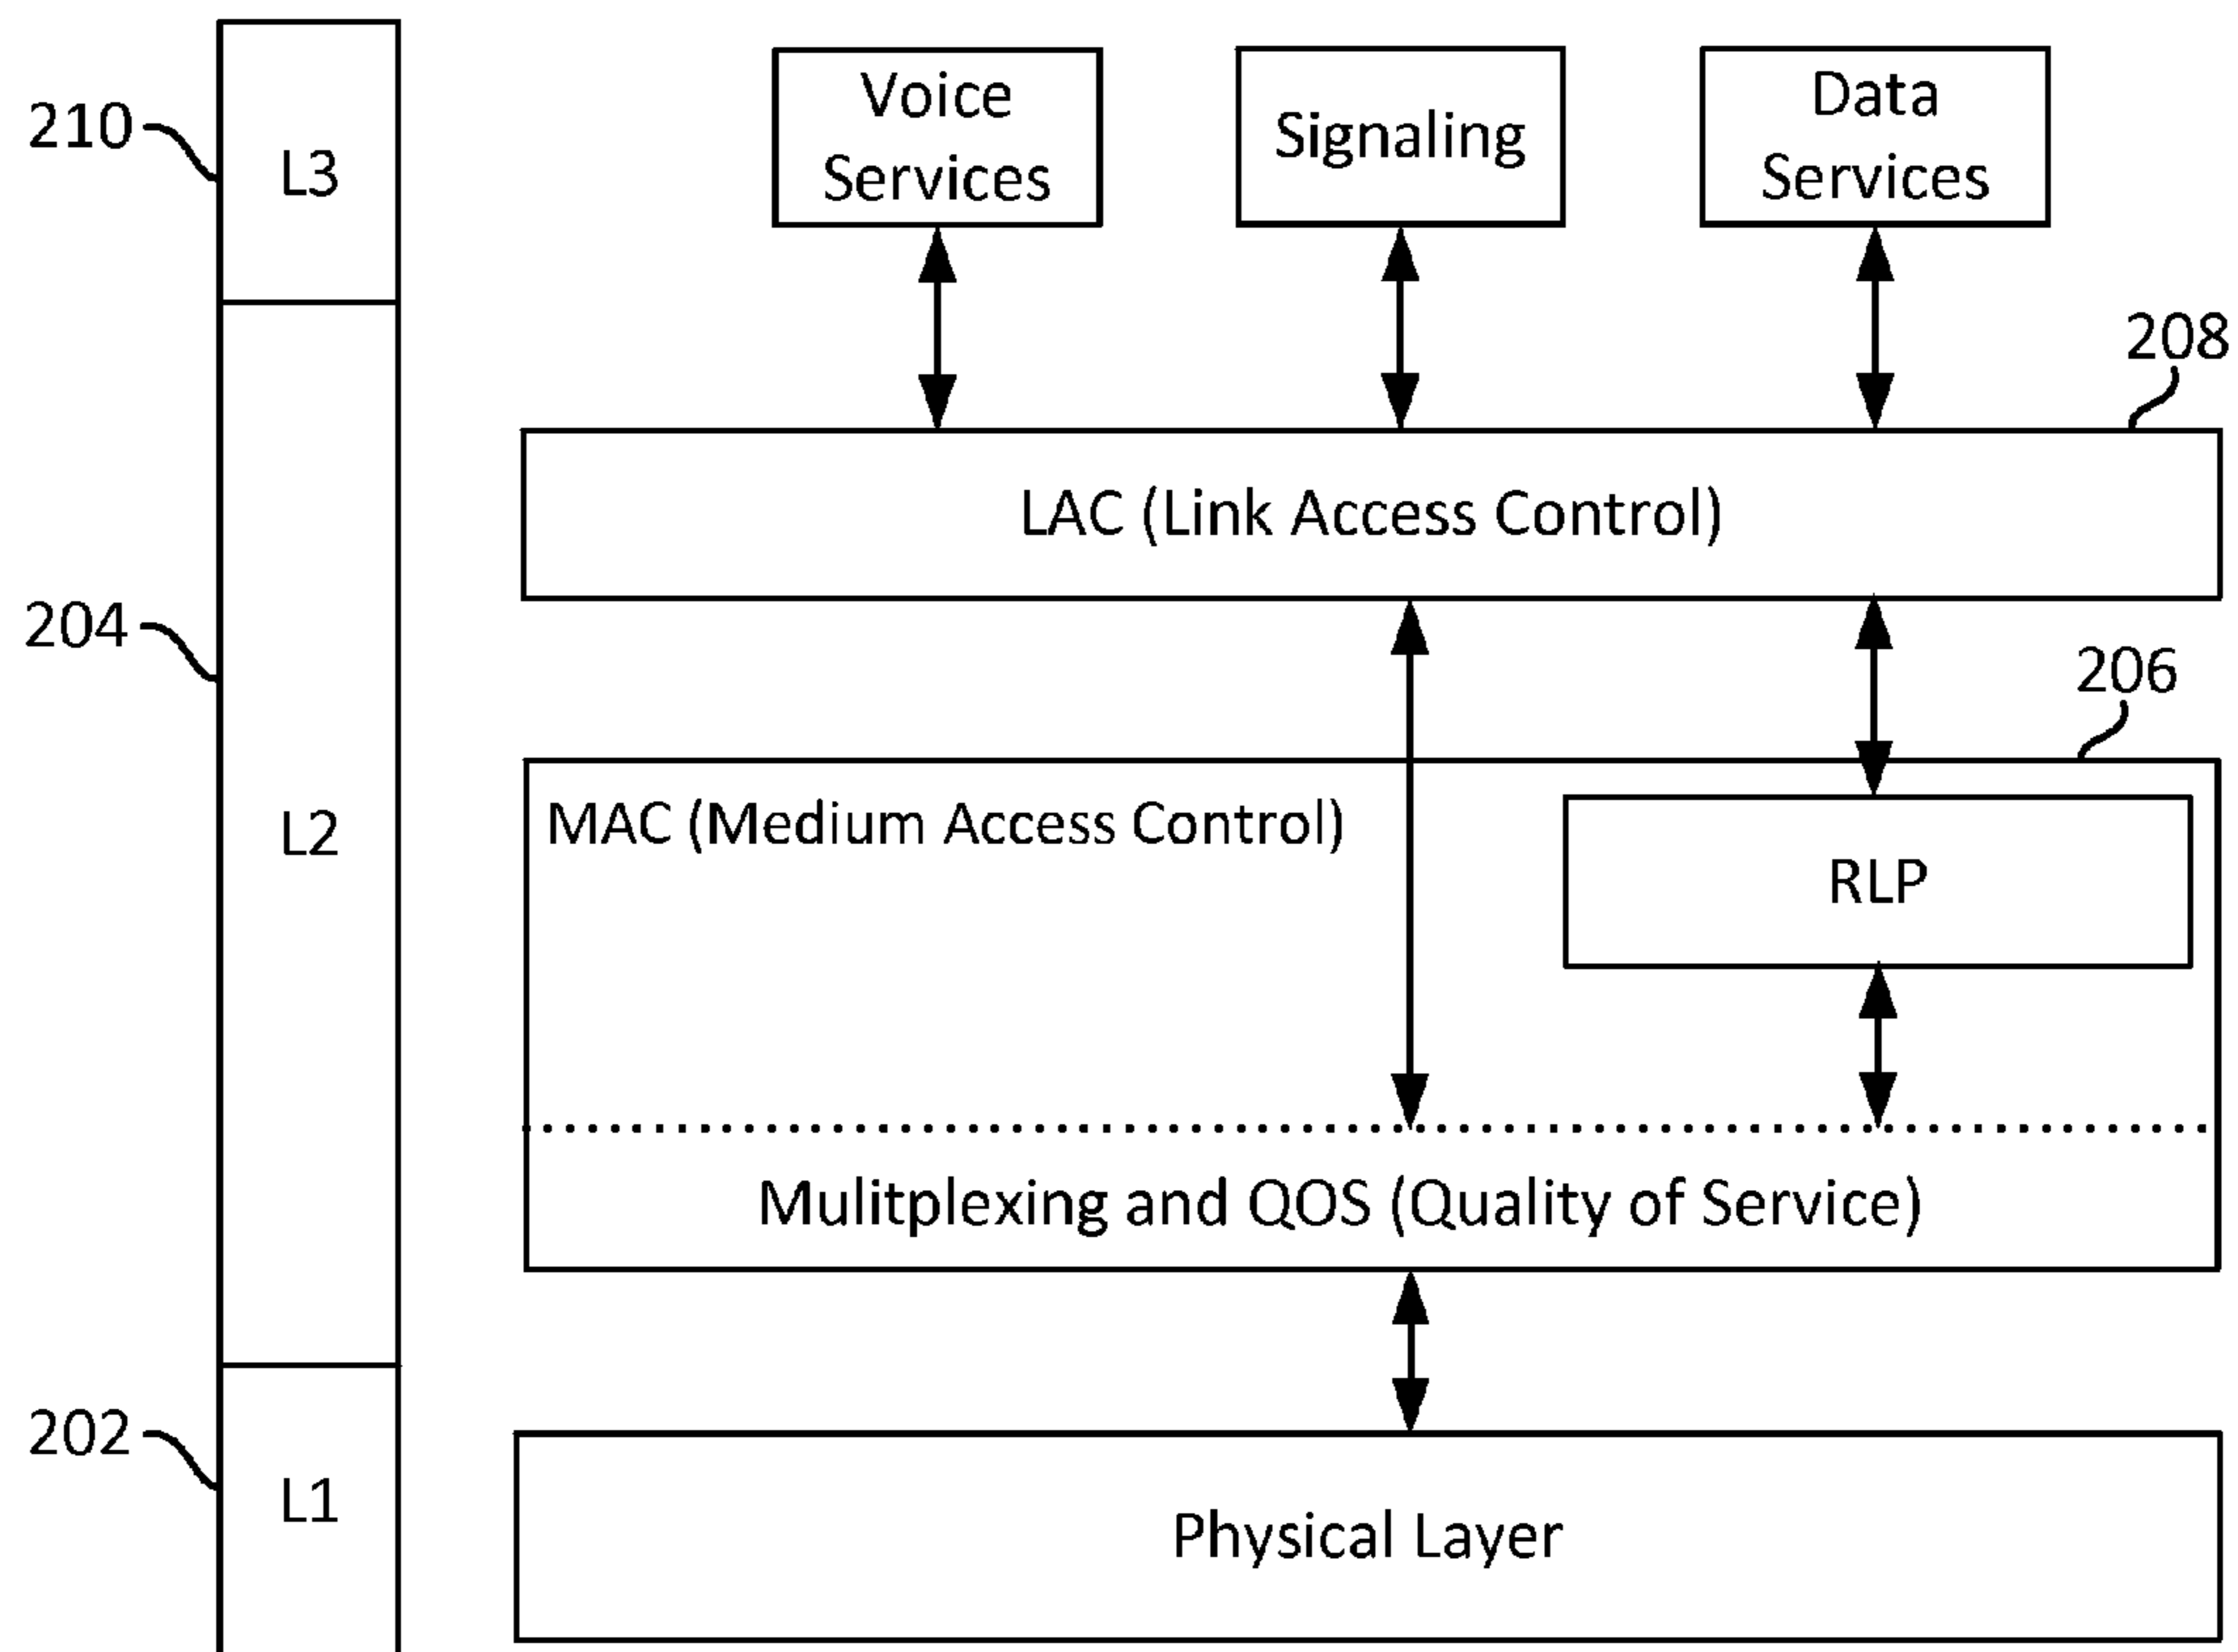 210
L3
Voice
Services
Signaling
Data
Services
208
LAC (Link Access Control)
204
206
L2
MAC (Medium Access Control)
RLP
Mulitplexing and QOS (Quality of Service)
202
L1
Physical Layer